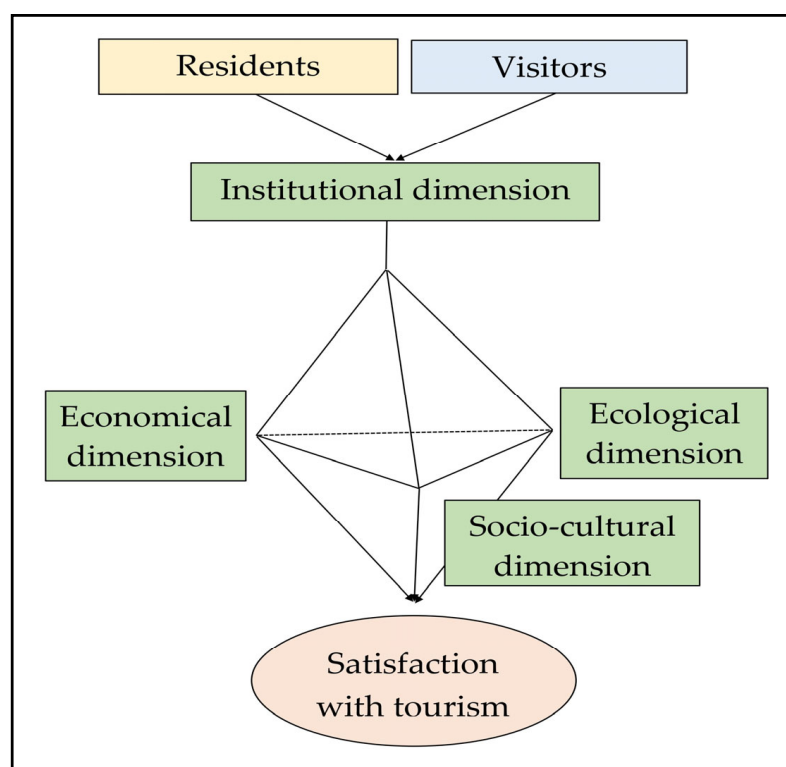 Residents
Visitors
Institutional dimension
Economical
dimension
Ecological
dimension
Socio-cultural
dimension
Satisfaction
with tourism